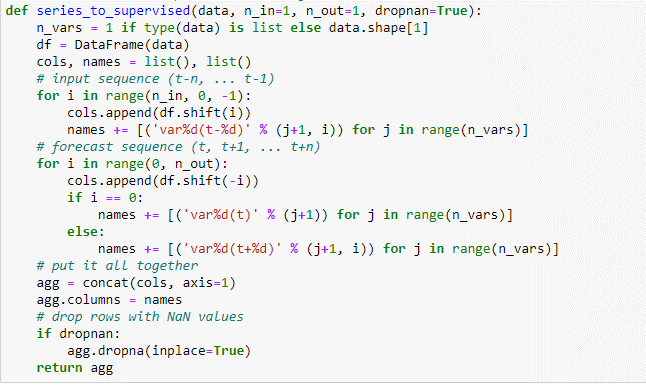 def series_to_supervised(data, n_in=1, n_out=1, dropnan=True):
    n_vars = 1 if type(data) is list else data.shape[1]
    df = DataFrame(data)
    cols, names = list(), list()
    # input sequence (t-n, ... t-1)
    for i in range(n_in, 0, -1):
        cols.append(df.shift(i))
        names += [('var%d(t-%d)' % (j+1, i)) for j in range(n_vars)]
    # forecast sequence (t, t+1, ... t+n)
    for i in range(0, n_out):
        cols.append(df.shift(-i))
        if i == 0:
            names += [('var%d(t)' % (j+1)) for j in range(n_vars)]
        else:
            names += [('var%d(t+%d)' % (j+1, i)) for j in range(n_vars)]
    # put it all together
    agg = concat(cols, axis=1)
    agg.columns = names
    # drop rows with NaN values
    if dropnan:
        agg.dropna(inplace=True)
    return agg